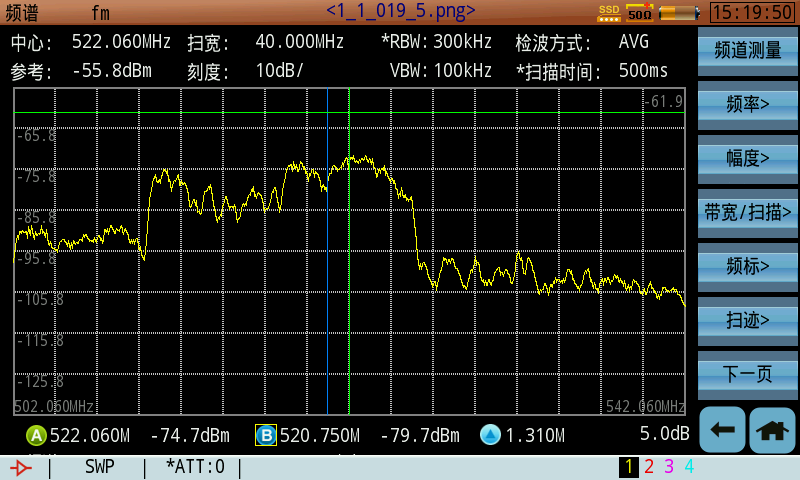 频谱 fm <1_1_019_5.png> SSD 50Ω 15:19:50
中心: 522.060MHz 扫宽: 40.000MHz *RBW: 300kHz 检波方式: AVG
参考: -55.8dBm 刻度: 10dB/ VBW: 100kHz *扫描时间: 500ms
频道测量
-61.9
频率>
-65.8
幅度>
-75.8
带宽/扫描>
-85.8
-95.8
频标>
-105.8
扫迹>
-115.8
下一页
-125.8
502.060MHz 542.060MHz
A 522.060M -74.7dBm B 520.750M -79.7dBm 1.310M 5.0dB
SWP *ATT:0 1 2 3 4